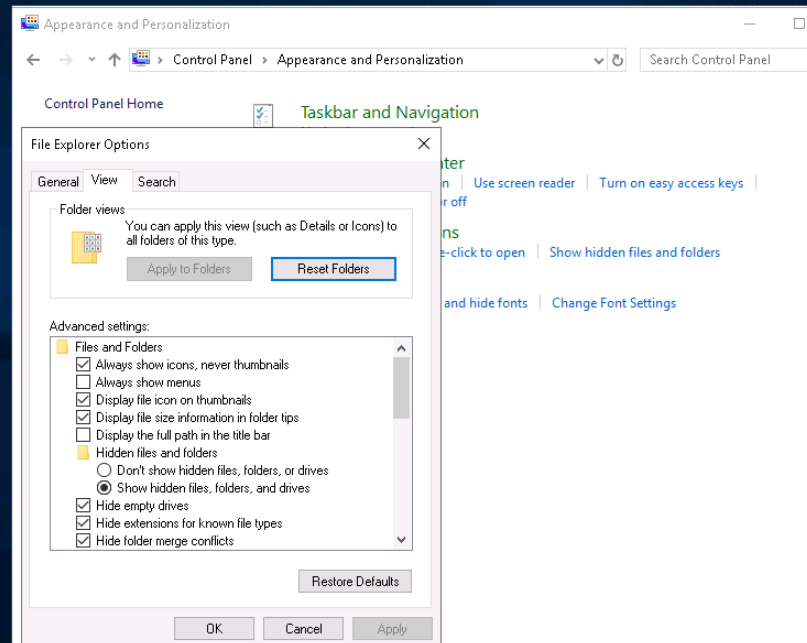 Appearance and Personalization
Control Panel > Appearance and Personalization
Search Control Panel
Control Panel Home
Taskbar and Navigation
File Explorer Options
nter
n Use screen reader Turn on easy access keys
r off
General View Search
ns
Folder views
You can apply this view (such as Details or Icons) to
all folders of this type.
-click to open Show hidden files and folders
Apply to Folders Reset Folders
and hide fonts Change Font Settings
Advanced settings:
Files and Folders
Always show icons, never thumbnails
Always show menus
Display file icon on thumbnails
Display file size information in folder tips
Display the full path in the title bar
Hidden files and folders
Don't show hidden files, folders, or drives
Show hidden files, folders, and drives
Hide empty drives
Hide extensions for known file types
Hide folder merge conflicts
Restore Defaults
OK Cancel Apply